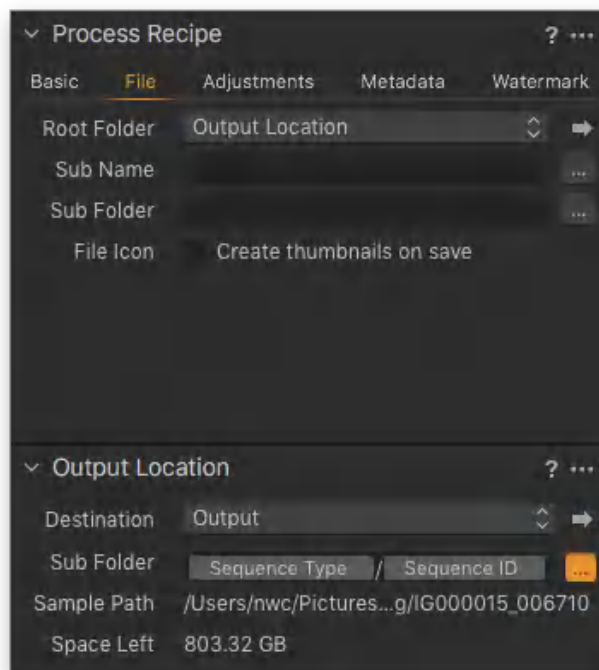 Process Recipe ? ...
Basic File Adjustments Metadata Watermark
Root Folder Output Location
Sub Name ...
Sub Folder ...
File Icon Create thumbnails on save
Output Location ? ...
Destination Output
Sub Folder Sequence Type / Sequence ID ...
Sample Path /Users/nwc/Pictures...g/IG000015_006710
Space Left 803.32 GB